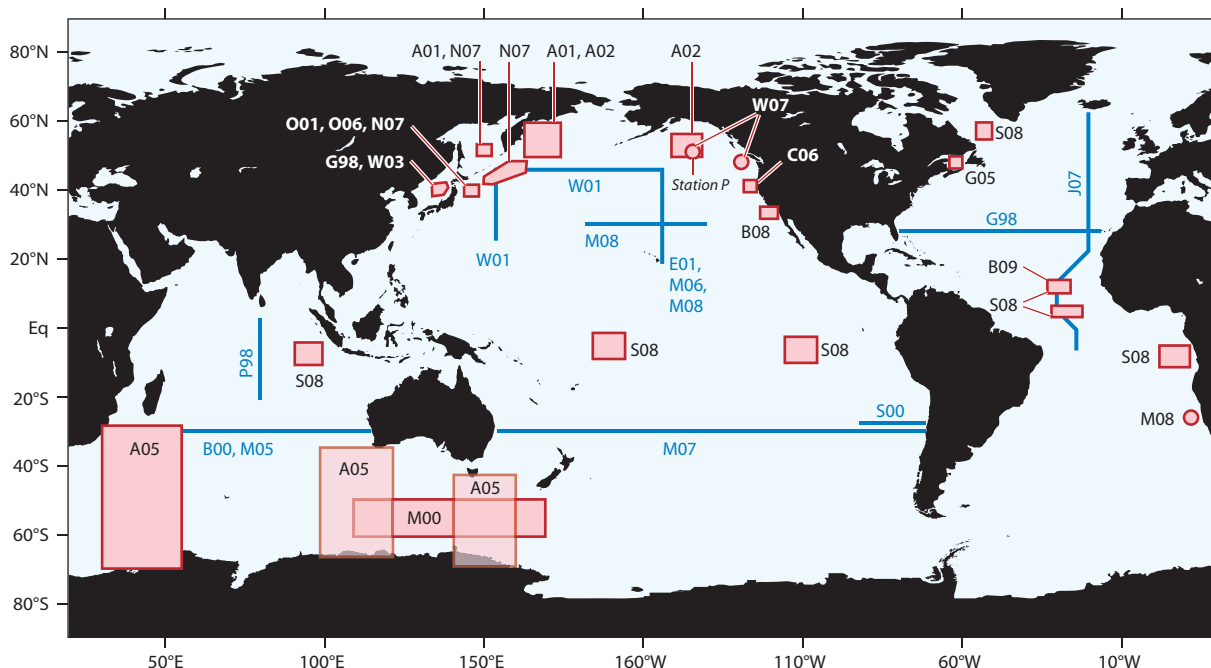 80°N
A01, N07
N07
A01, A02
A02
60°N
W07
O01, O06, N07
S08
G98, W03
C06
G05
40°N
W01
Station P
J07
B08
G98
M08
20°N
W01
E01,
M06,
M08
B09
S08
Eq
P98
S08
S08
S08
S08
20°S
S00
M08
A05
B00, M05
M07
40°S
A05
A05
M00
60°S
80°S
50°E
100°E
150°E
160°W
110°W
60°W
10°W